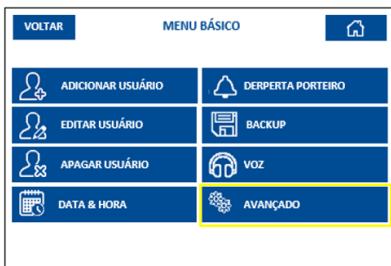 VOLTAR
MENU BÁSICO
ADICIONAR USUÁRIO
DERPERTA PORTEIRO
EDITAR USUÁRIO
BACKUP
APAGAR USUÁRIO
VOZ
DATA & HORA
AVANÇADO